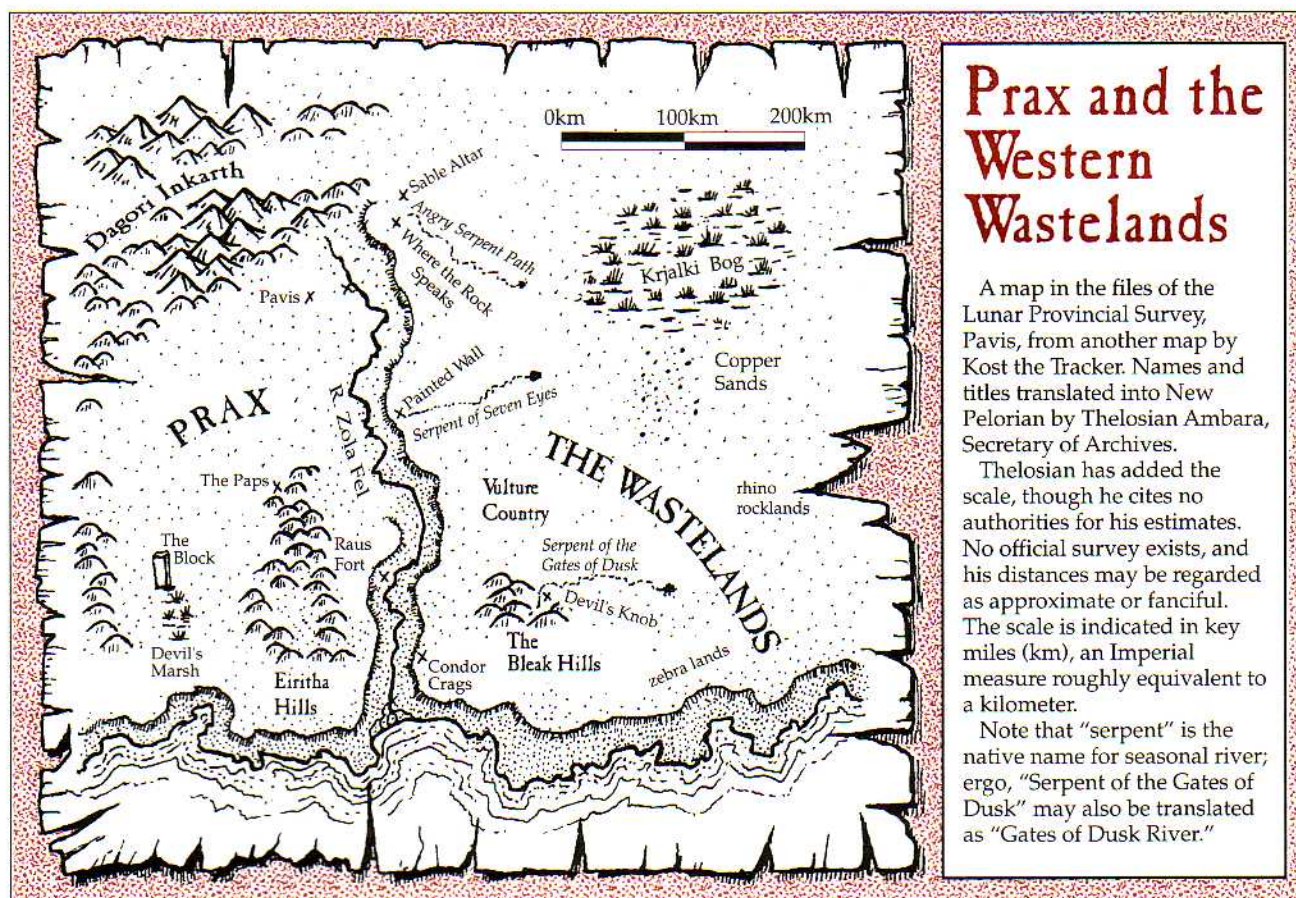 0km 100km 200km
Dagori Inkarth
Sable Altar
Angry Serpent Path
Where the Rock
Speaks
Krjalki Bog
Pavis
Copper
Sands
Painted Wall
Serpent of Seven Eyes
PRAX
R. Zola Fel
THE WASTELANDS
The Paps
Vulture
Country
rhino
rocklands
The
Block
Raus
Fort
Serpent of the
Gates of Dusk
Devil's Knob
The
Bleak Hills
Devil's
Marsh
Eiritha
Hills
Condor
Crags
zebra lands
Prax and the
Western
Wastelands
A map in the files of the
Lunar Provincial Survey,
Pavis, from another map by
Kost the Tracker. Names and
titles translated into New
Pelorian by Thelosian Ambara,
Secretary of Archives.
Thelosian has added the
scale, though he cites no
authorities for his estimates.
No official survey exists, and
his distances may be regarded
as approximate or fanciful.
The scale is indicated in key
miles (km), an Imperial
measure roughly equivalent to
a kilometer.
Note that "serpent" is the
native name for seasonal river;
ergo, "Serpent of the Gates of
Dusk" may also be translated
as "Gates of Dusk River."